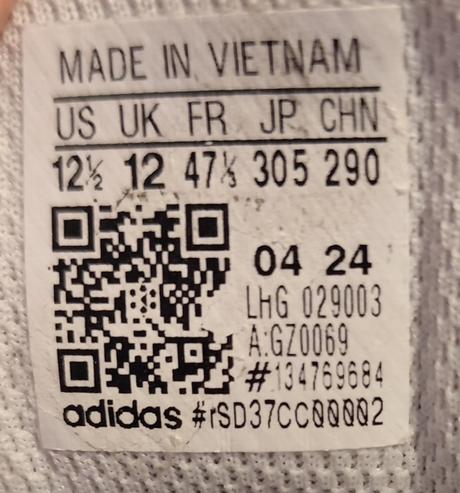 MADE IN VIETNAM
US UK FR JP CHN
12½ 12 47⅓ 305 290
04 24
LHG 029003
A:GZ0069
#134769684
adidas #rSD37CC00002